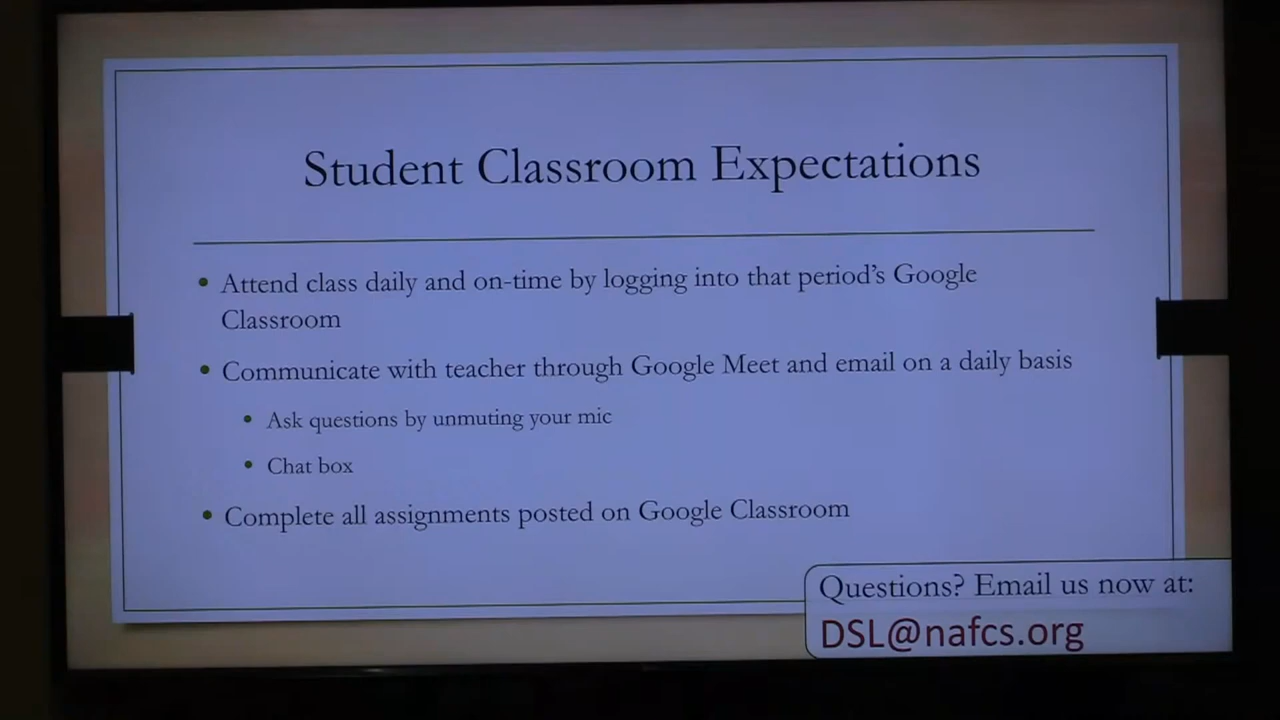 Student Classroom Expectations
• Attend class daily and on-time by logging into that period's Google
Classroom
• Communicate with teacher through Google Meet and email on a daily basis
• Ask questions by unmuting your mic
• Chat box
• Complete all assignments posted on Google Classroom
Questions? Email us now at:
DSL@nafcs.org